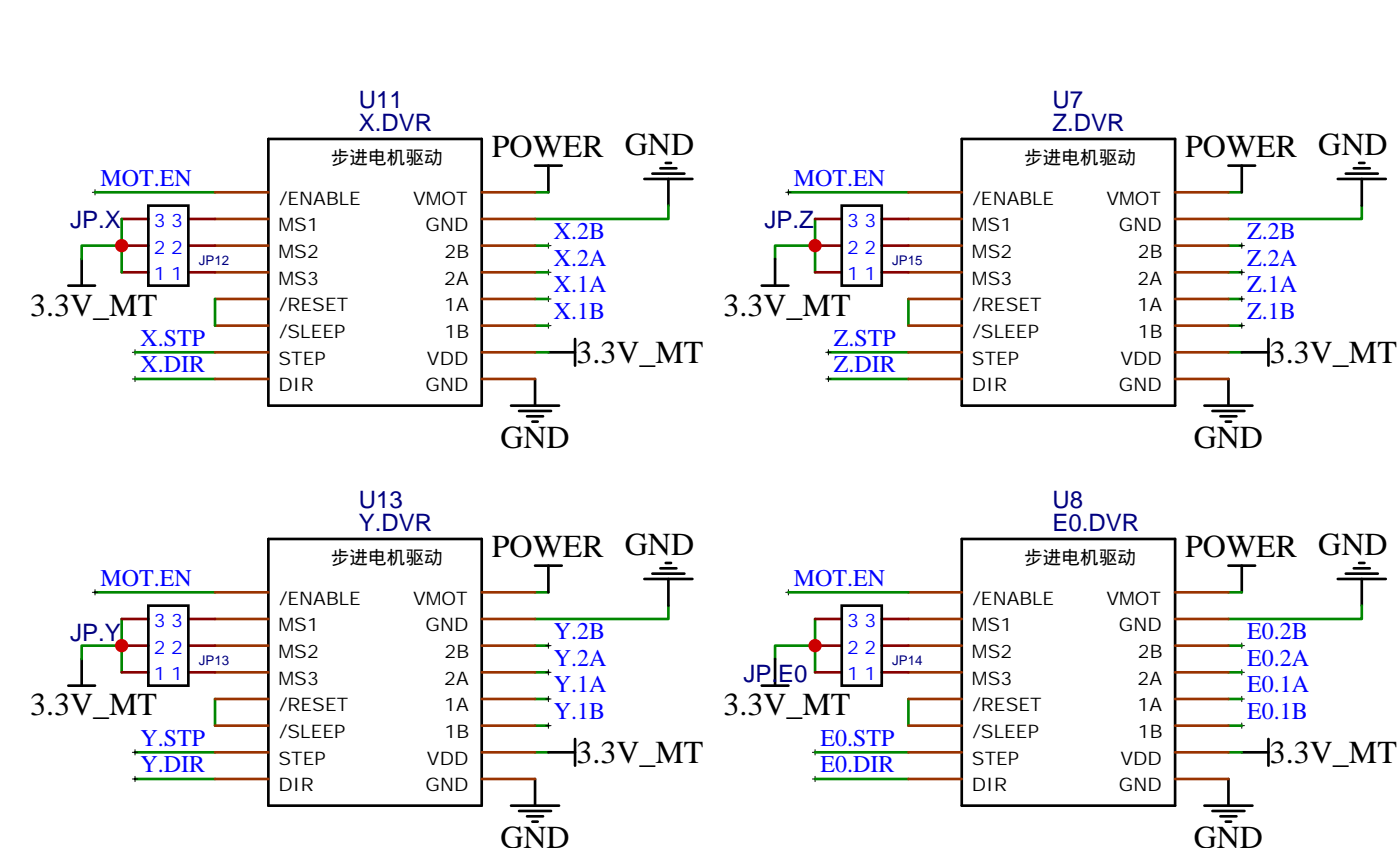 U11
X.DVR
步进电机驱动
POWER
GND
MOT.EN
/ENABLE
VMOT
JP.X
3 3
MS1
GND
X.2B
2 2
JP12
MS2
2B
X.2A
1 1
MS3
2A
X.1A
3.3V_MT
/RESET
1A
X.1B
/SLEEP
1B
X.STP
STEP
VDD
3.3V_MT
X.DIR
DIR
GND
GND
U7
Z.DVR
步进电机驱动
POWER
GND
MOT.EN
/ENABLE
VMOT
JP.Z
3 3
MS1
GND
Z.2B
2 2
JP15
MS2
2B
Z.2A
1 1
MS3
2A
Z.1A
3.3V_MT
/RESET
1A
Z.1B
/SLEEP
1B
Z.STP
STEP
VDD
3.3V_MT
Z.DIR
DIR
GND
GND
U13
Y.DVR
步进电机驱动
POWER
GND
MOT.EN
/ENABLE
VMOT
JP.Y
3 3
MS1
GND
Y.2B
2 2
JP13
MS2
2B
Y.2A
1 1
MS3
2A
Y.1A
3.3V_MT
/RESET
1A
Y.1B
/SLEEP
1B
Y.STP
STEP
VDD
3.3V_MT
Y.DIR
DIR
GND
GND
U8
E0.DVR
步进电机驱动
POWER
GND
MOT.EN
/ENABLE
VMOT
3 3
MS1
GND
E0.2B
2 2
JP14
MS2
2B
E0.2A
JP.E0
1 1
MS3
2A
E0.1A
3.3V_MT
/RESET
1A
E0.1B
/SLEEP
1B
E0.STP
STEP
VDD
3.3V_MT
E0.DIR
DIR
GND
GND